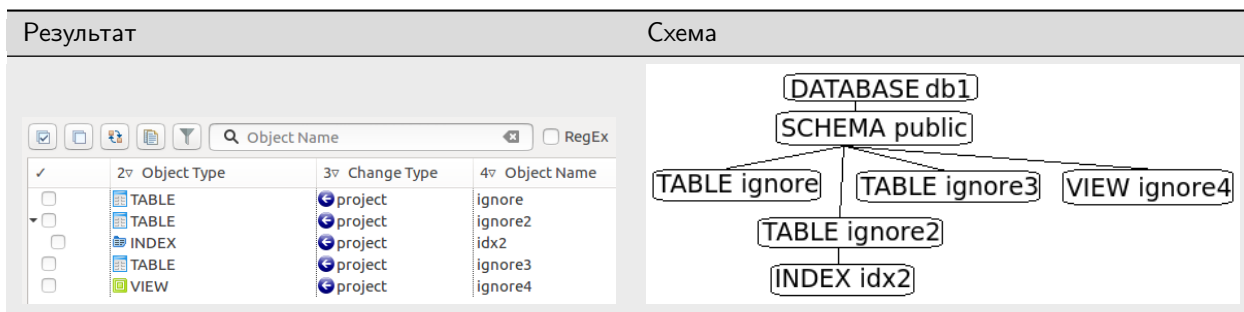 Результат Схема
Object Name RegEx
✓ 2▿ Object Type 3▿ Change Type 4▿ Object Name
TABLE project ignore
TABLE project ignore2
INDEX project idx2
TABLE project ignore3
VIEW project ignore4
DATABASE db1
SCHEMA public
TABLE ignore TABLE ignore3 VIEW ignore4
TABLE ignore2
INDEX idx2